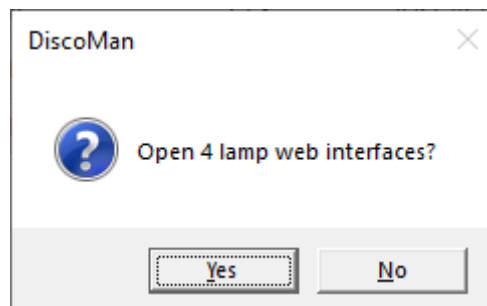 DiscoMan
Open 4 lamp web interfaces?
Yes No